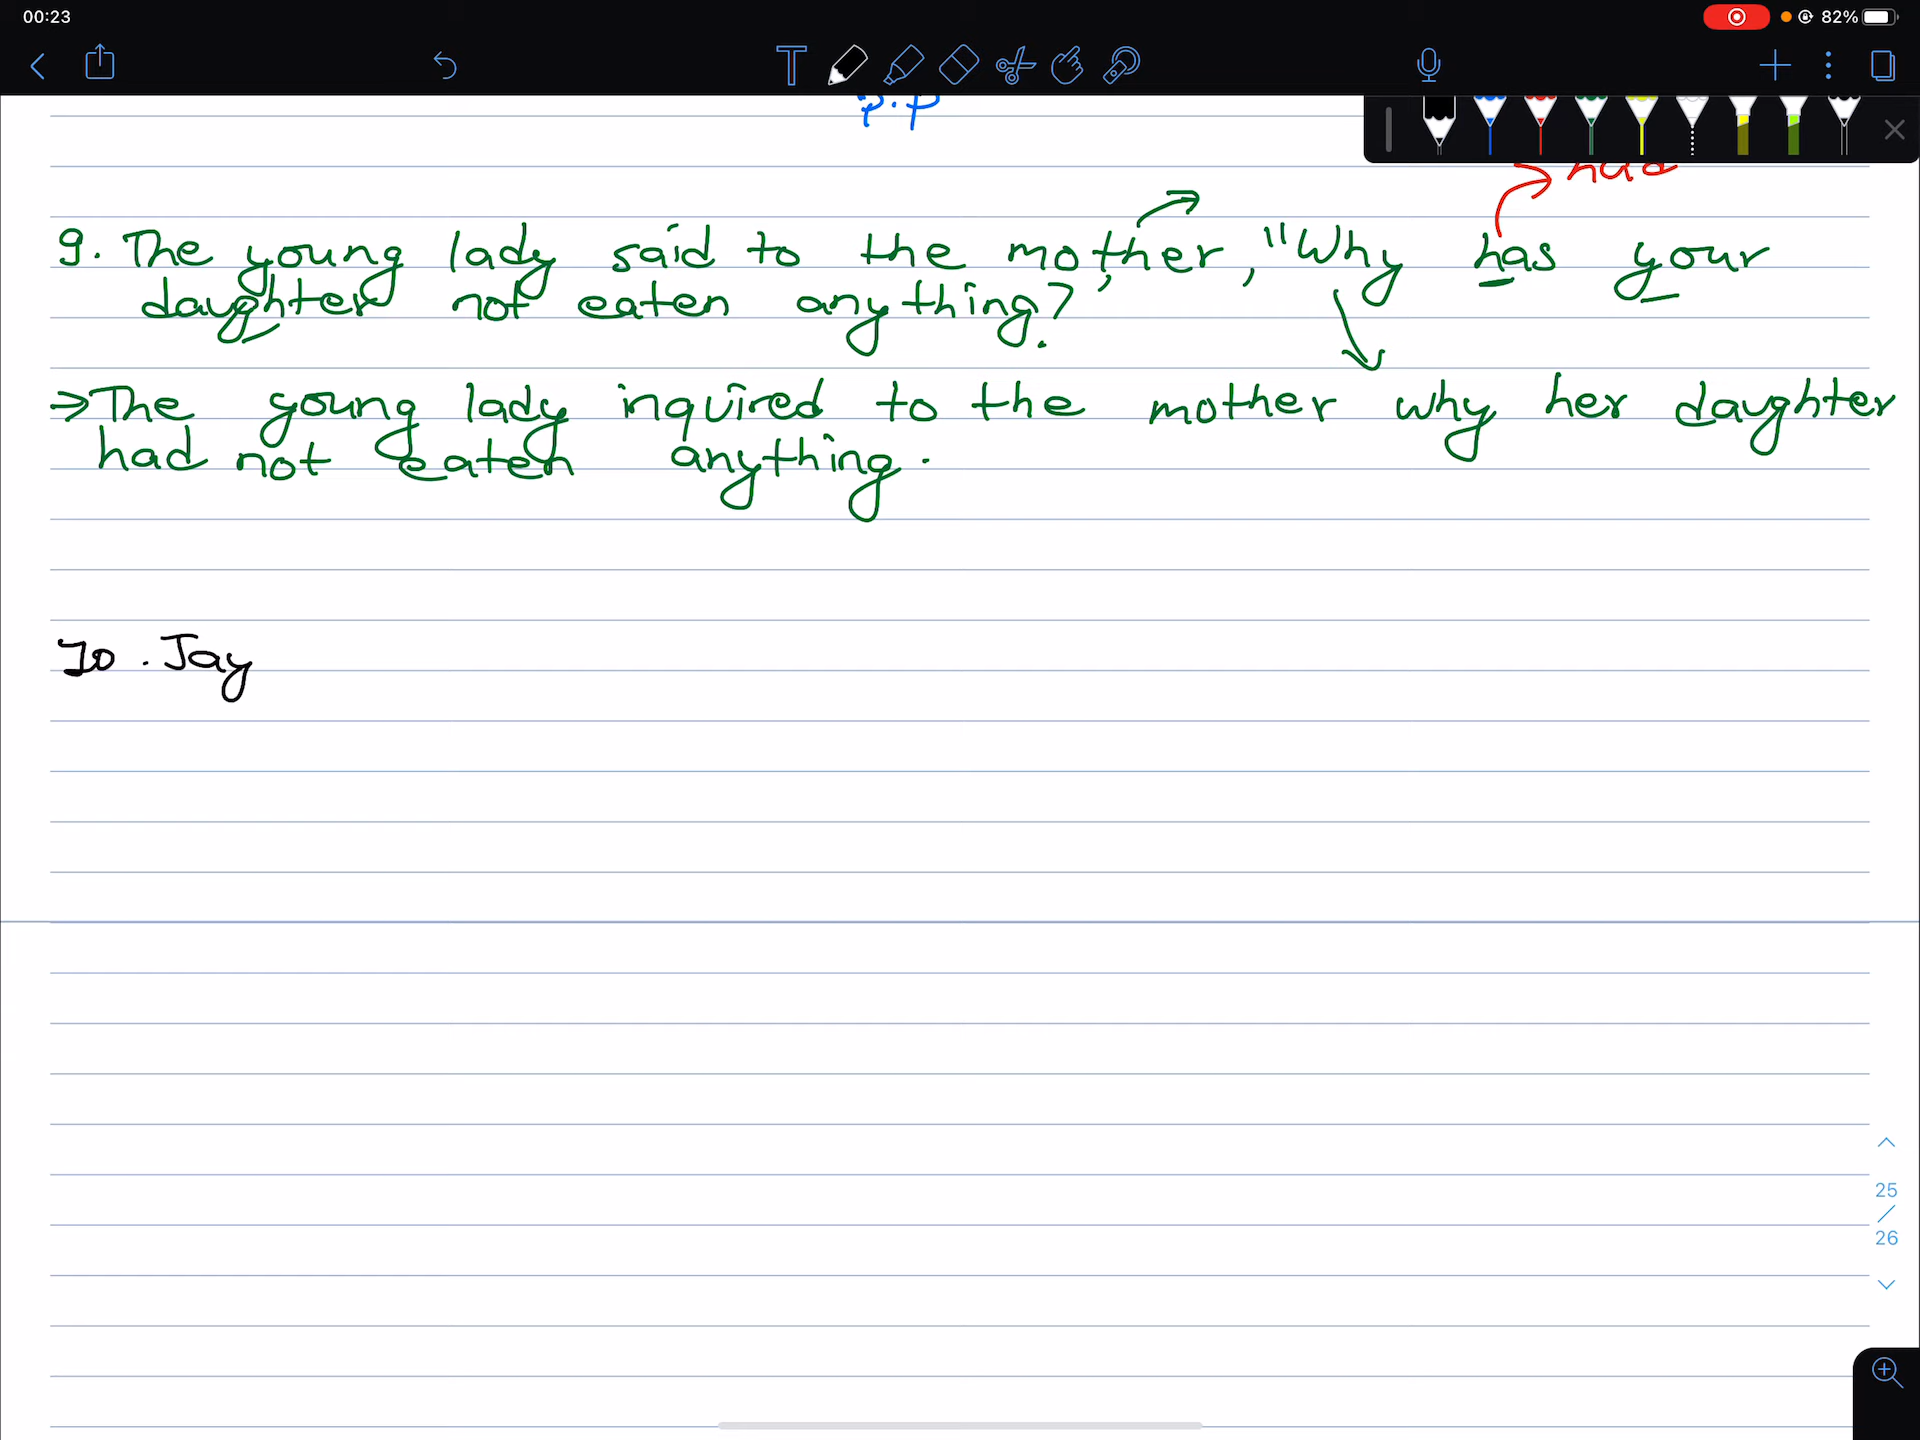 00:23
82%
p.p
had
9. The young lady said to the mother, "Why has your
daughter not eaten anything?
⇒ The young lady inquired to the mother why her daughter
had not eaten anything.
10. Jay
25
/
26